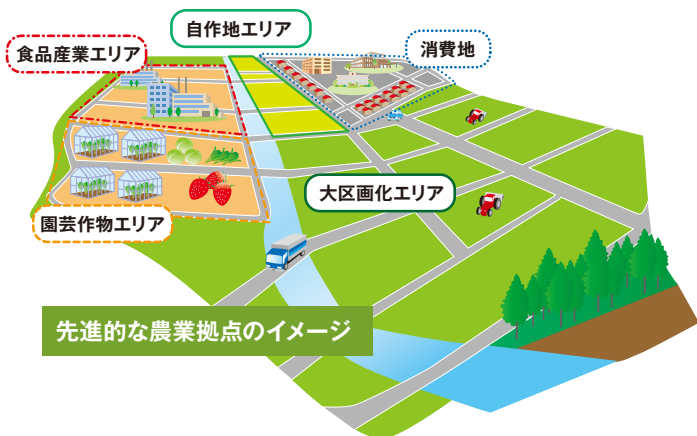 自作地エリア
食品産業エリア
消費地
大区画化エリア
園芸作物エリア
先進的な農業拠点のイメージ